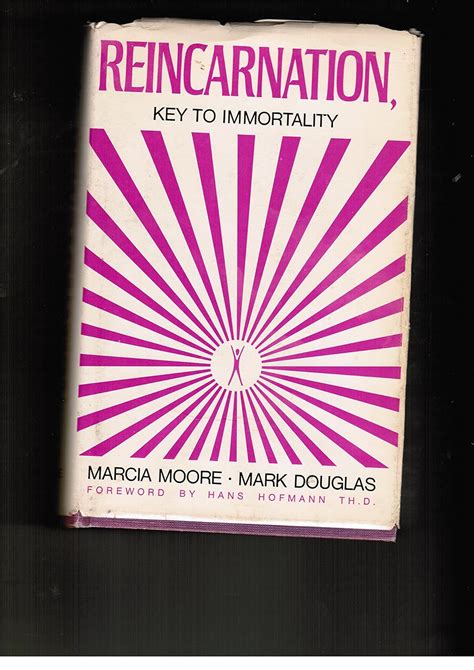 REINCARNATION,
KEY TO IMMORTALITY
MARCIA MOORE · MARK DOUGLAS
FOREWORD BY HANS HOFMANN TH.D.